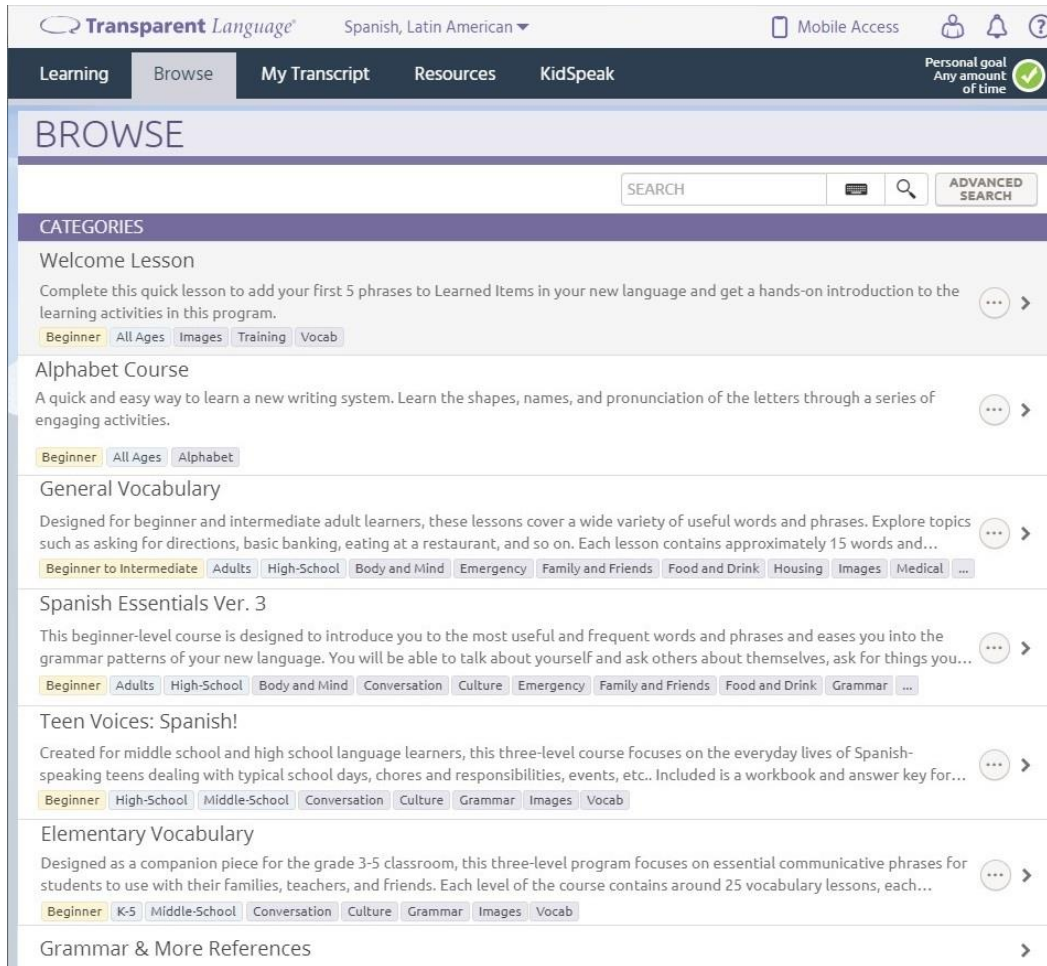 Transparent Language®
Spanish, Latin American
Mobile Access
?
Learning
Browse
My Transcript
Resources
KidSpeak
Personal goal
Any amount
of time
BROWSE
SEARCH
ADVANCED
SEARCH
CATEGORIES
Welcome Lesson
Complete this quick lesson to add your first 5 phrases to Learned Items in your new language and get a hands-on introduction to the
learning activities in this program.
Beginner All Ages Images Training Vocab
Alphabet Course
A quick and easy way to learn a new writing system. Learn the shapes, names, and pronunciation of the letters through a series of
engaging activities.
Beginner All Ages Alphabet
General Vocabulary
Designed for beginner and intermediate adult learners, these lessons cover a wide variety of useful words and phrases. Explore topics
such as asking for directions, basic banking, eating at a restaurant, and so on. Each lesson contains approximately 15 words and...
Beginner to Intermediate Adults High-School Body and Mind Emergency Family and Friends Food and Drink Housing Images Medical ...
Spanish Essentials Ver. 3
This beginner-level course is designed to introduce you to the most useful and frequent words and phrases and eases you into the
grammar patterns of your new language. You will be able to talk about yourself and ask others about themselves, ask for things you...
Beginner Adults High-School Body and Mind Conversation Culture Emergency Family and Friends Food and Drink Grammar ...
Teen Voices: Spanish!
Created for middle school and high school language learners, this three-level course focuses on the everyday lives of Spanish-
speaking teens dealing with typical school days, chores and responsibilities, events, etc.. Included is a workbook and answer key for...
Beginner High-School Middle-School Conversation Culture Grammar Images Vocab
Elementary Vocabulary
Designed as a companion piece for the grade 3-5 classroom, this three-level program focuses on essential communicative phrases for
students to use with their families, teachers, and friends. Each level of the course contains around 25 vocabulary lessons, each...
Beginner K-5 Middle-School Conversation Culture Grammar Images Vocab
Grammar & More References